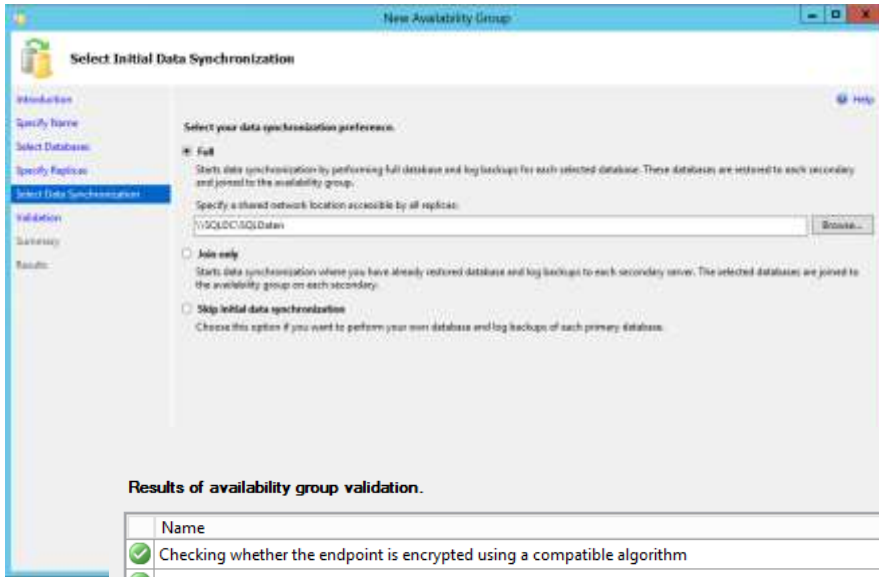 New Availability Group
Select Initial Data Synchronization
Introduction
Help
Specify Name
Select your data synchronization preference.
Select Databases
Full
Specify Replicas
Starts data synchronization by performing full database and log backups for each selected database. These databases are restored to each secondary
and joined to the availability group.
Select Data Synchronization
Specify a shared network location accessible by all replicas:
Validation
\\SQLDC\SQLDaten
Browse...
Summary
Join only
Results
Starts data synchronization where you have already restored database and log backups to each secondary server. The selected databases are joined to
the availability group on each secondary.
Skip initial data synchronization
Choose this option if you want to perform your own database and log backups of each primary database.
Results of availability group validation.
Name
Checking whether the endpoint is encrypted using a compatible algorithm